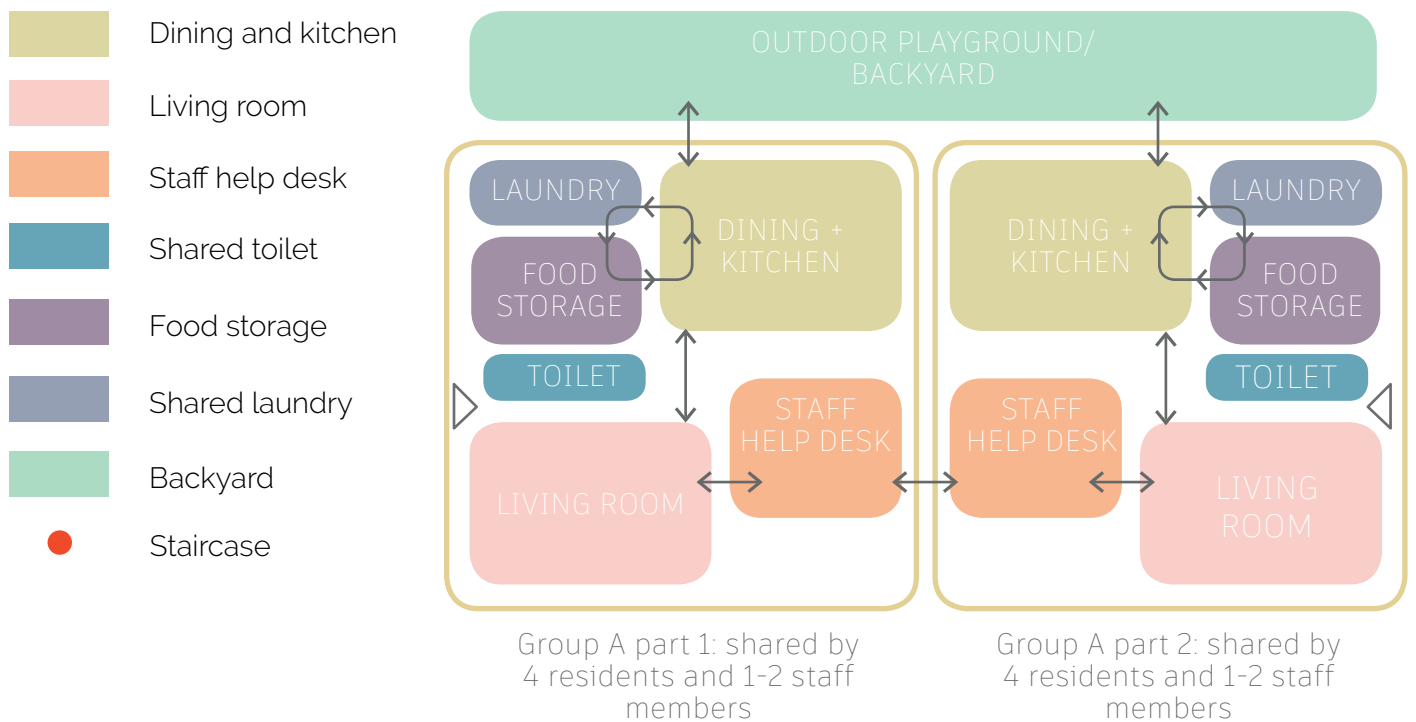 Dining and kitchen
Living room
Staff help desk
Shared toilet
Food storage
Shared laundry
Backyard
Staircase
OUTDOOR PLAYGROUND/
BACKYARD
LAUNDRY
DINING +
KITCHEN
FOOD
STORAGE
TOILET
STAFF
HELP DESK
LIVING ROOM
DINING +
KITCHEN
LAUNDRY
FOOD
STORAGE
TOILET
STAFF
HELP DESK
LIVING
ROOM
Group A part 1: shared by
4 residents and 1-2 staff
members
Group A part 2: shared by
4 residents and 1-2 staff
members